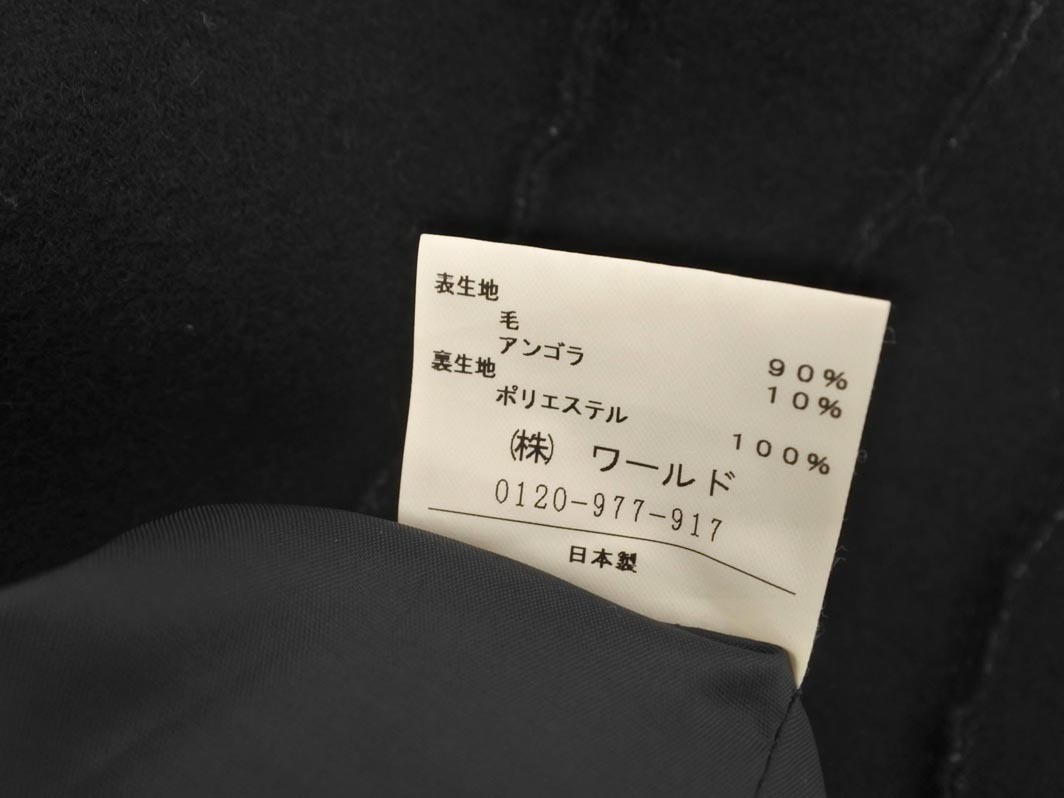 表生地
毛 90%
アンゴラ 10%
裏生地
ポリエステル 100%
㈱ ワールド
0120-977-917
日本製